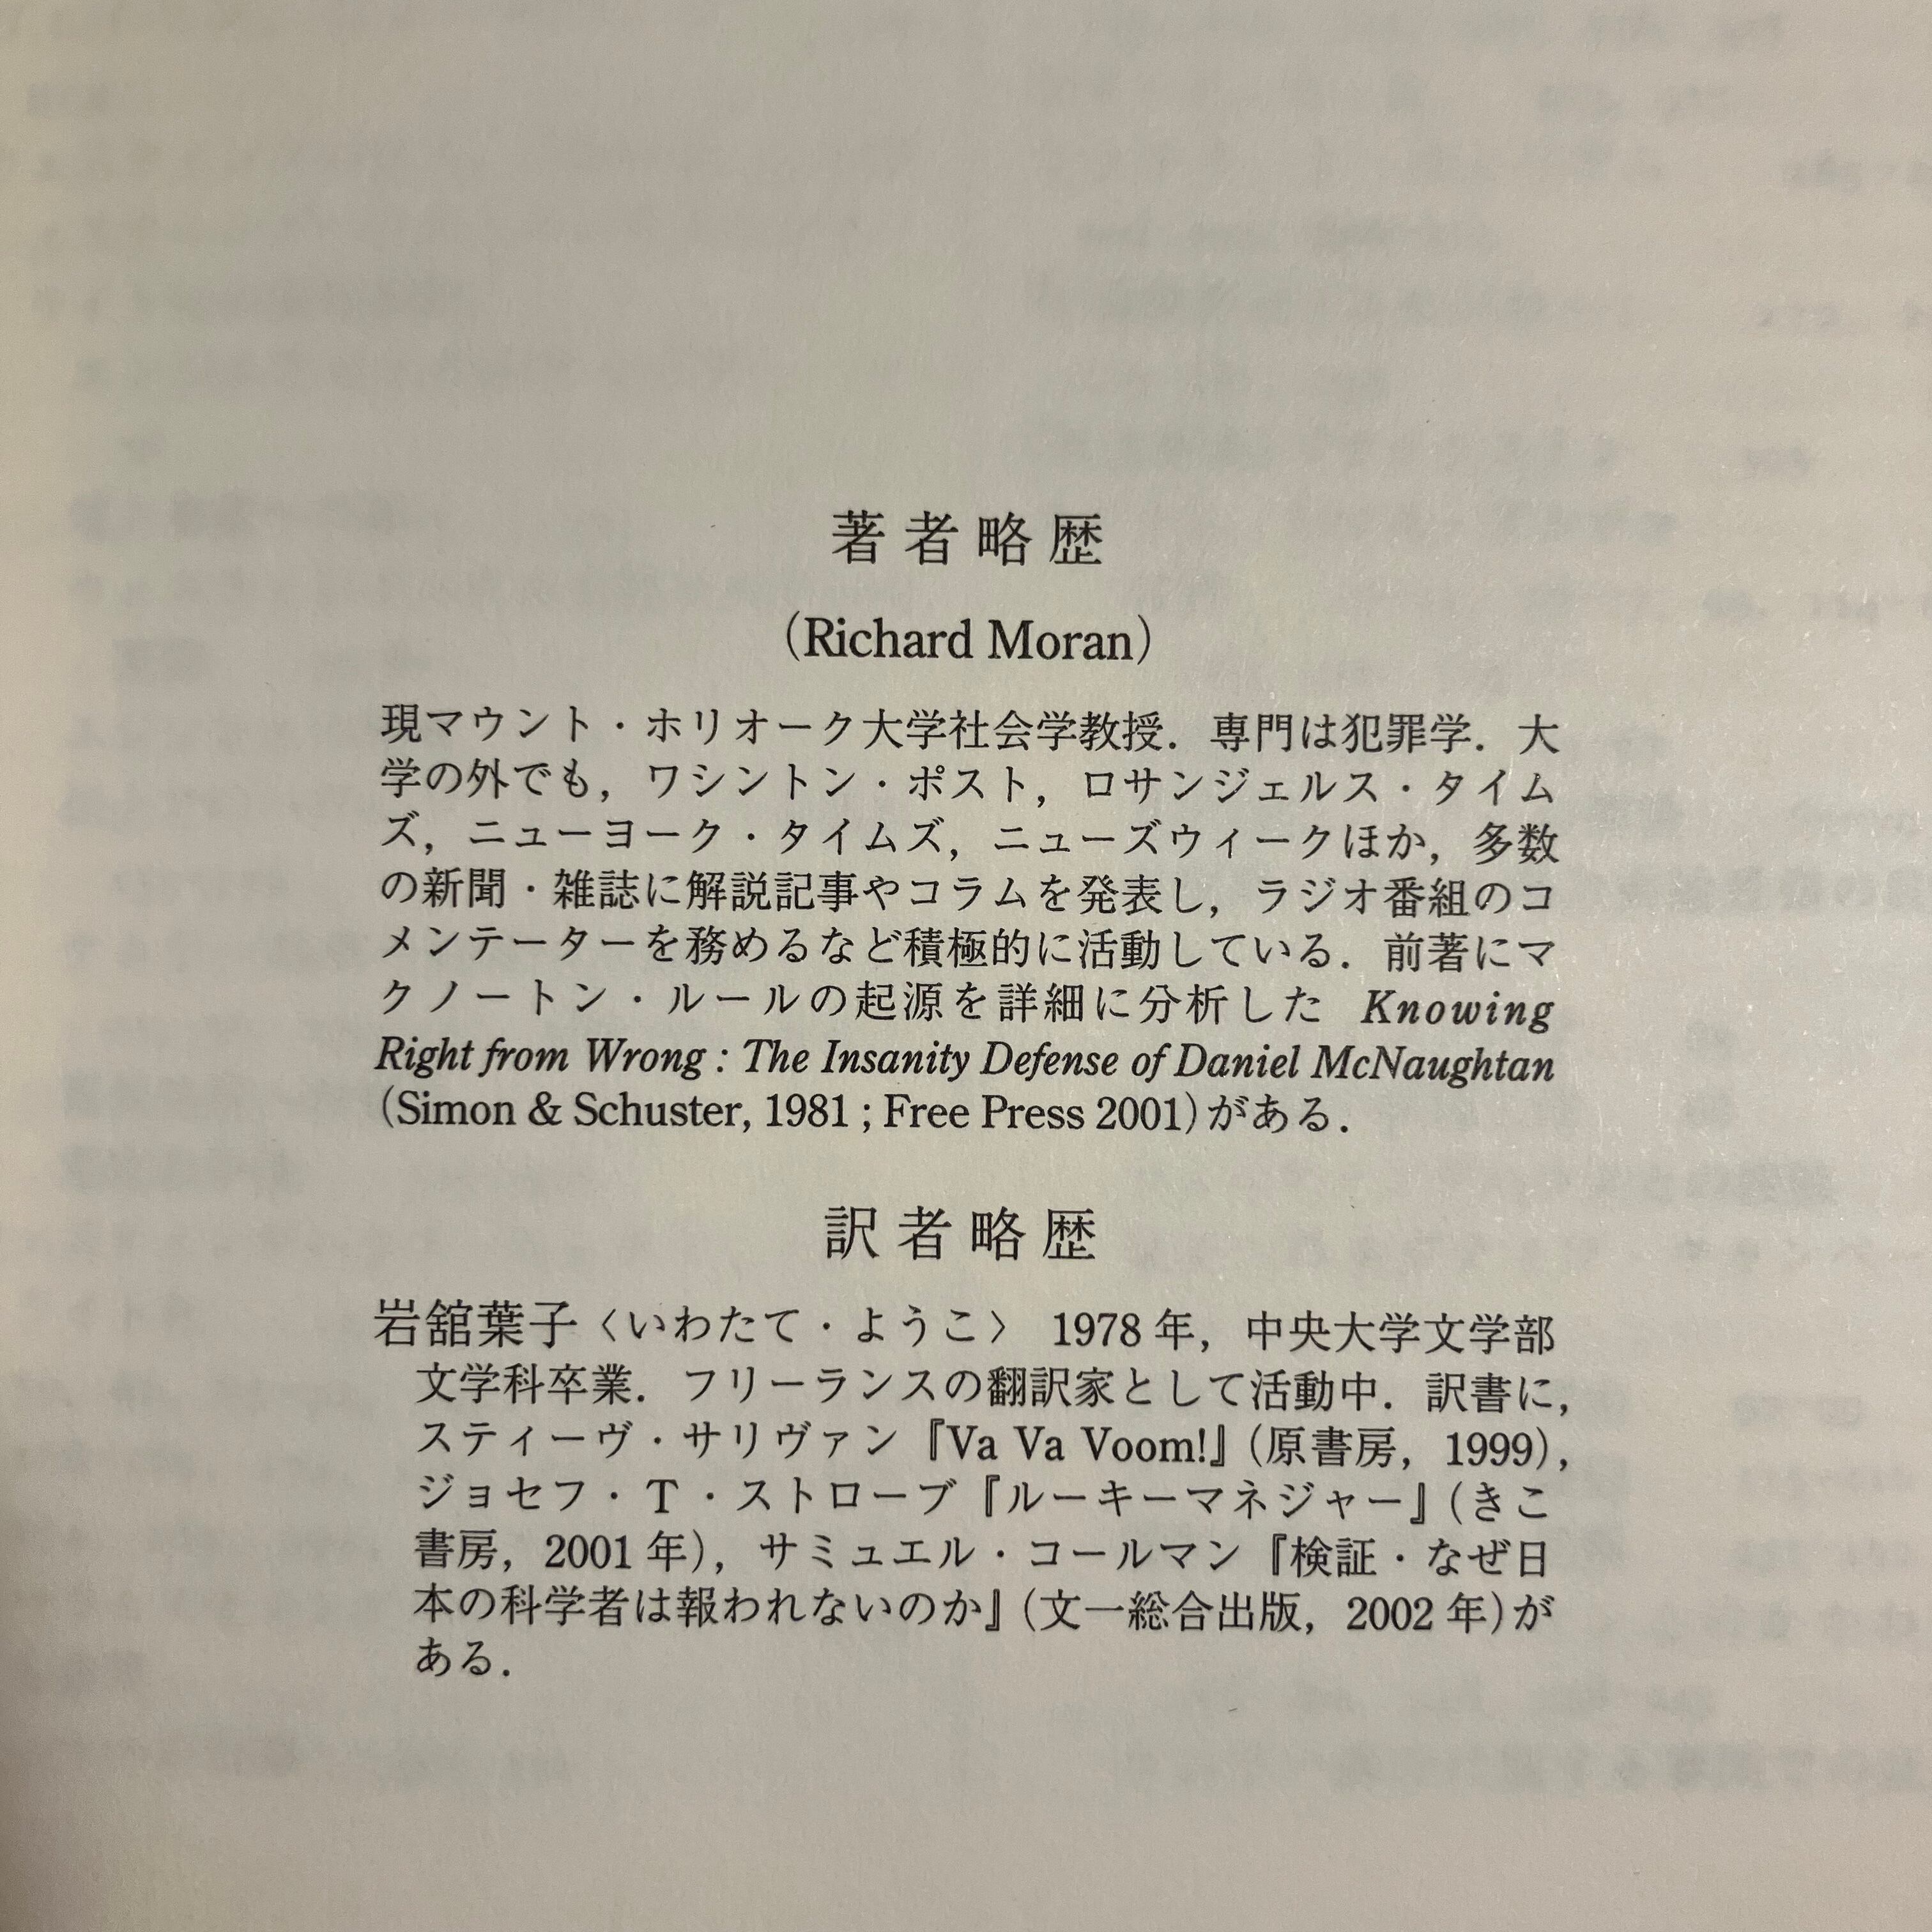 著者略歴
(Richard Moran)
現マウント・ホリオーク大学社会学教授．専門は犯罪学．大
学の外でも，ワシントン・ポスト，ロサンジェルス・タイム
ズ，ニューヨーク・タイムズ，ニューズウィークほか，多数
の新聞・雑誌に解説記事やコラムを発表し，ラジオ番組のコ
メンテーターを務めるなど積極的に活動している．前著にマ
クノートン・ルールの起源を詳細に分析した Knowing
Right from Wrong : The Insanity Defense of Daniel McNaughtan
(Simon & Schuster, 1981 ; Free Press 2001)がある．
訳者略歴
岩舘葉子〈いわたて・ようこ〉 1978年，中央大学文学部
文学科卒業．フリーランスの翻訳家として活動中．訳書に，
スティーヴ・サリヴァン『Va Va Voom!』(原書房，1999)，
ジョセフ・T・ストローブ『ルーキーマネジャー』(きこ
書房，2001年)，サミュエル・コールマン『検証・なぜ日
本の科学者は報われないのか』(文一総合出版，2002年)が
ある．